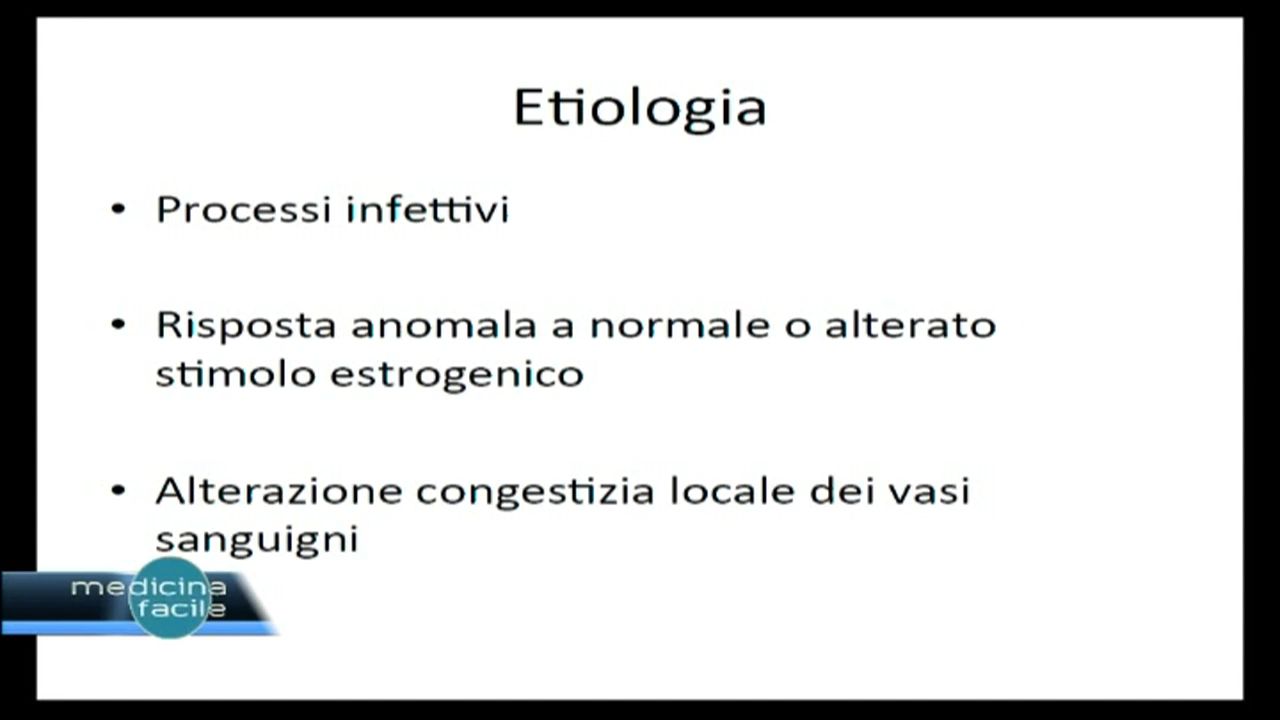 Etiologia
• Processi infettivi
• Risposta anomala a normale o alterato
stimolo estrogenico
• Alterazione congestizia locale dei vasi
sanguigni
medicina
facile